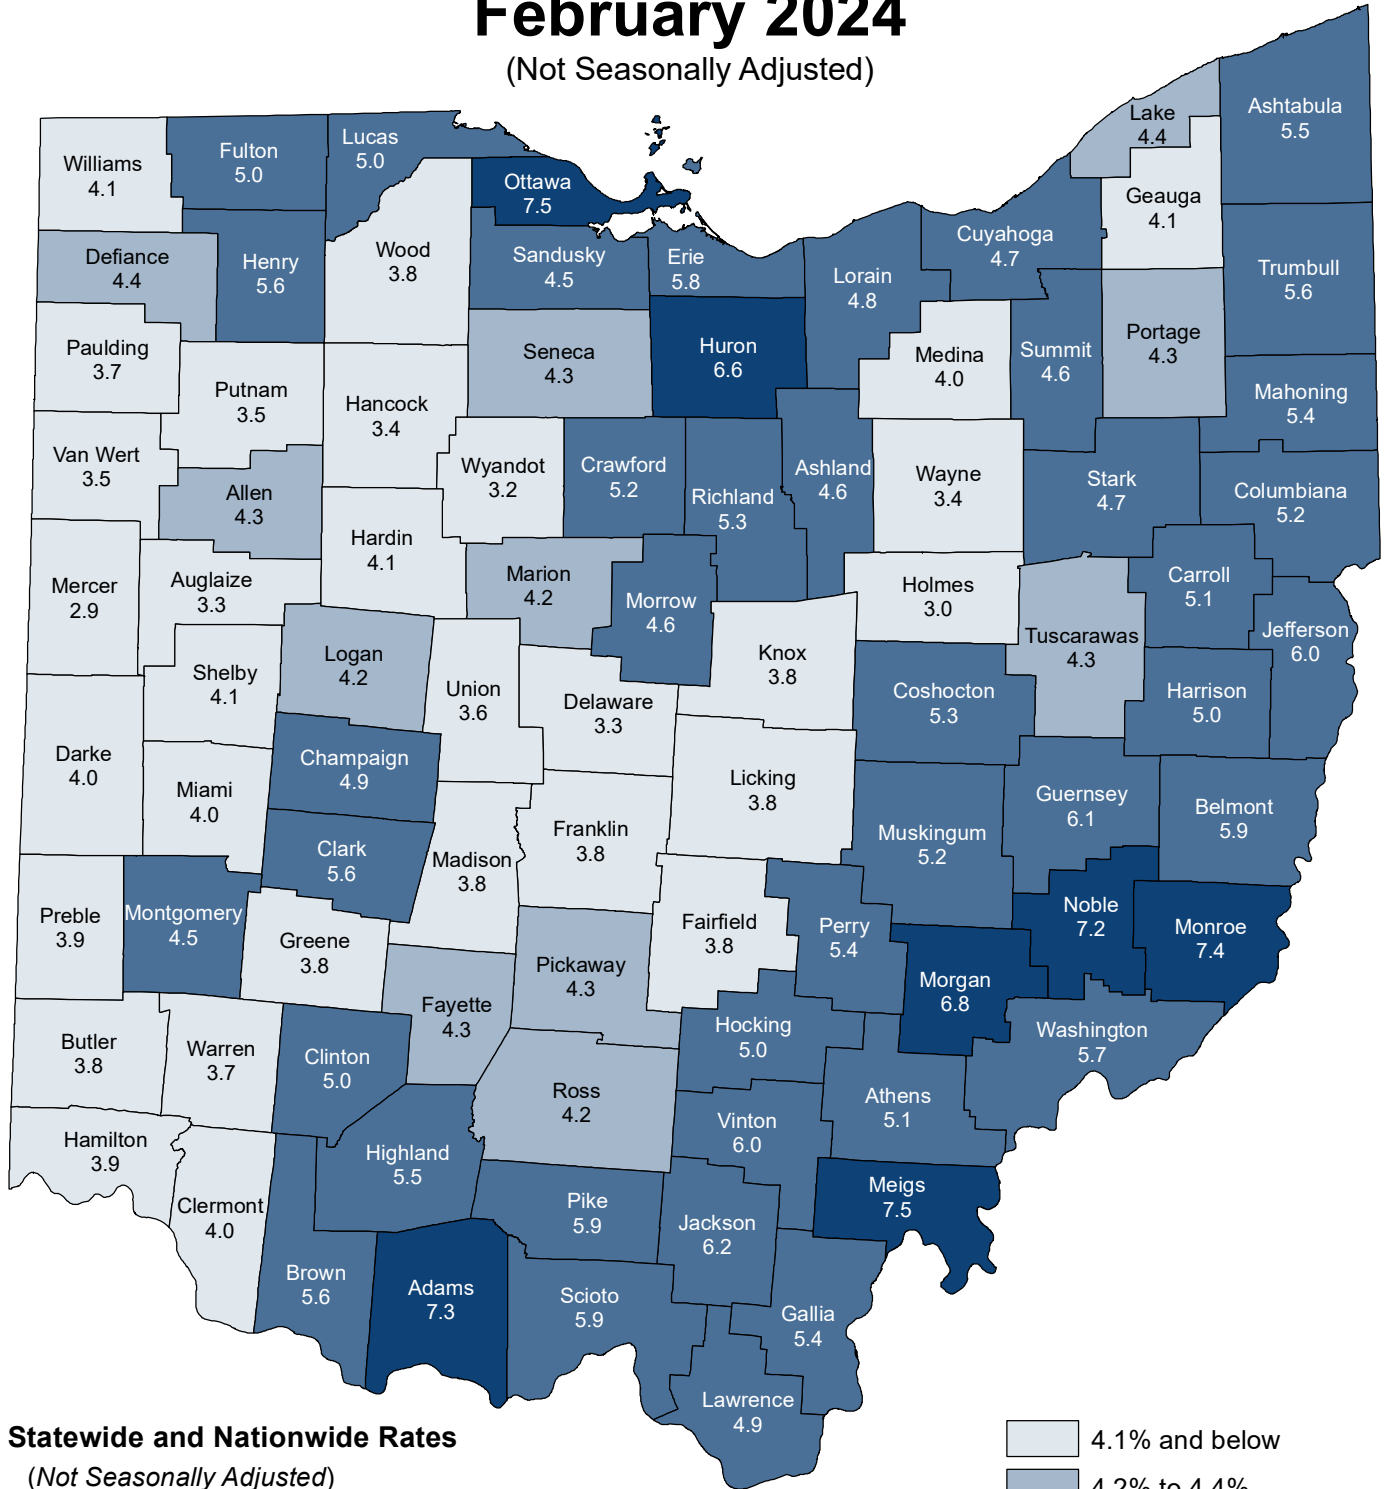 February 2024
(Not Seasonally Adjusted)
Williams
4.1
Fulton
5.0
Lucas
5.0
Ottawa
7.5
Lake
4.4
Ashtabula
5.5
Geauga
4.1
Defiance
4.4
Henry
5.6
Wood
3.8
Sandusky
4.5
Erie
5.8
Lorain
4.8
Cuyahoga
4.7
Trumbull
5.6
Paulding
3.7
Putnam
3.5
Hancock
3.4
Seneca
4.3
Huron
6.6
Medina
4.0
Summit
4.6
Portage
4.3
Mahoning
5.4
Van Wert
3.5
Allen
4.3
Wyandot
3.2
Crawford
5.2
Richland
5.3
Ashland
4.6
Wayne
3.4
Stark
4.7
Columbiana
5.2
Mercer
2.9
Auglaize
3.3
Hardin
4.1
Marion
4.2
Morrow
4.6
Holmes
3.0
Carroll
5.1
Jefferson
6.0
Tuscarawas
4.3
Shelby
4.1
Logan
4.2
Union
3.6
Delaware
3.3
Knox
3.8
Coshocton
5.3
Harrison
5.0
Darke
4.0
Miami
4.0
Champaign
4.9
Licking
3.8
Guernsey
6.1
Belmont
5.9
Clark
5.6
Madison
3.8
Franklin
3.8
Muskingum
5.2
Preble
3.9
Montgomery
4.5
Greene
3.8
Fairfield
3.8
Perry
5.4
Noble
7.2
Monroe
7.4
Pickaway
4.3
Morgan
6.8
Fayette
4.3
Hocking
5.0
Washington
5.7
Butler
3.8
Warren
3.7
Clinton
5.0
Ross
4.2
Athens
5.1
Vinton
6.0
Hamilton
3.9
Highland
5.5
Meigs
7.5
Clermont
4.0
Pike
5.9
Jackson
6.2
Brown
5.6
Adams
7.3
Scioto
5.9
Gallia
5.4
Lawrence
4.9
Statewide and Nationwide Rates
(Not Seasonally Adjusted)
4.1% and below
4.2% to 4.4%